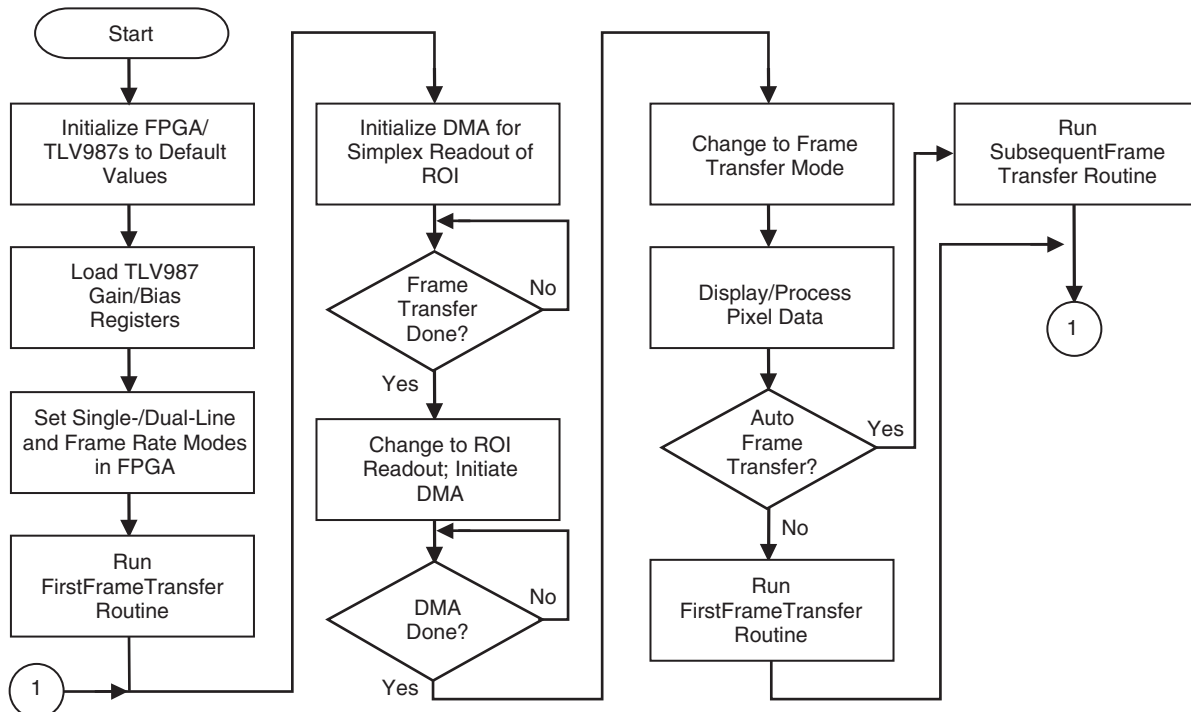 Start
Initialize FPGA/
TLV987s to Default
Values
Load TLV987
Gain/Bias
Registers
Set Single-/Dual-Line
and Frame Rate Modes
in FPGA
Run
FirstFrameTransfer
Routine
1
Initialize DMA for
Simplex Readout of
ROI
Frame
Transfer
Done?
No
Yes
Change to ROI
Readout; Initiate
DMA
DMA
Done?
No
Yes
Change to Frame
Transfer Mode
Display/Process
Pixel Data
Auto
Frame
Transfer?
Yes
No
Run
FirstFrameTransfer
Routine
Run
SubsequentFrame
Transfer Routine
1